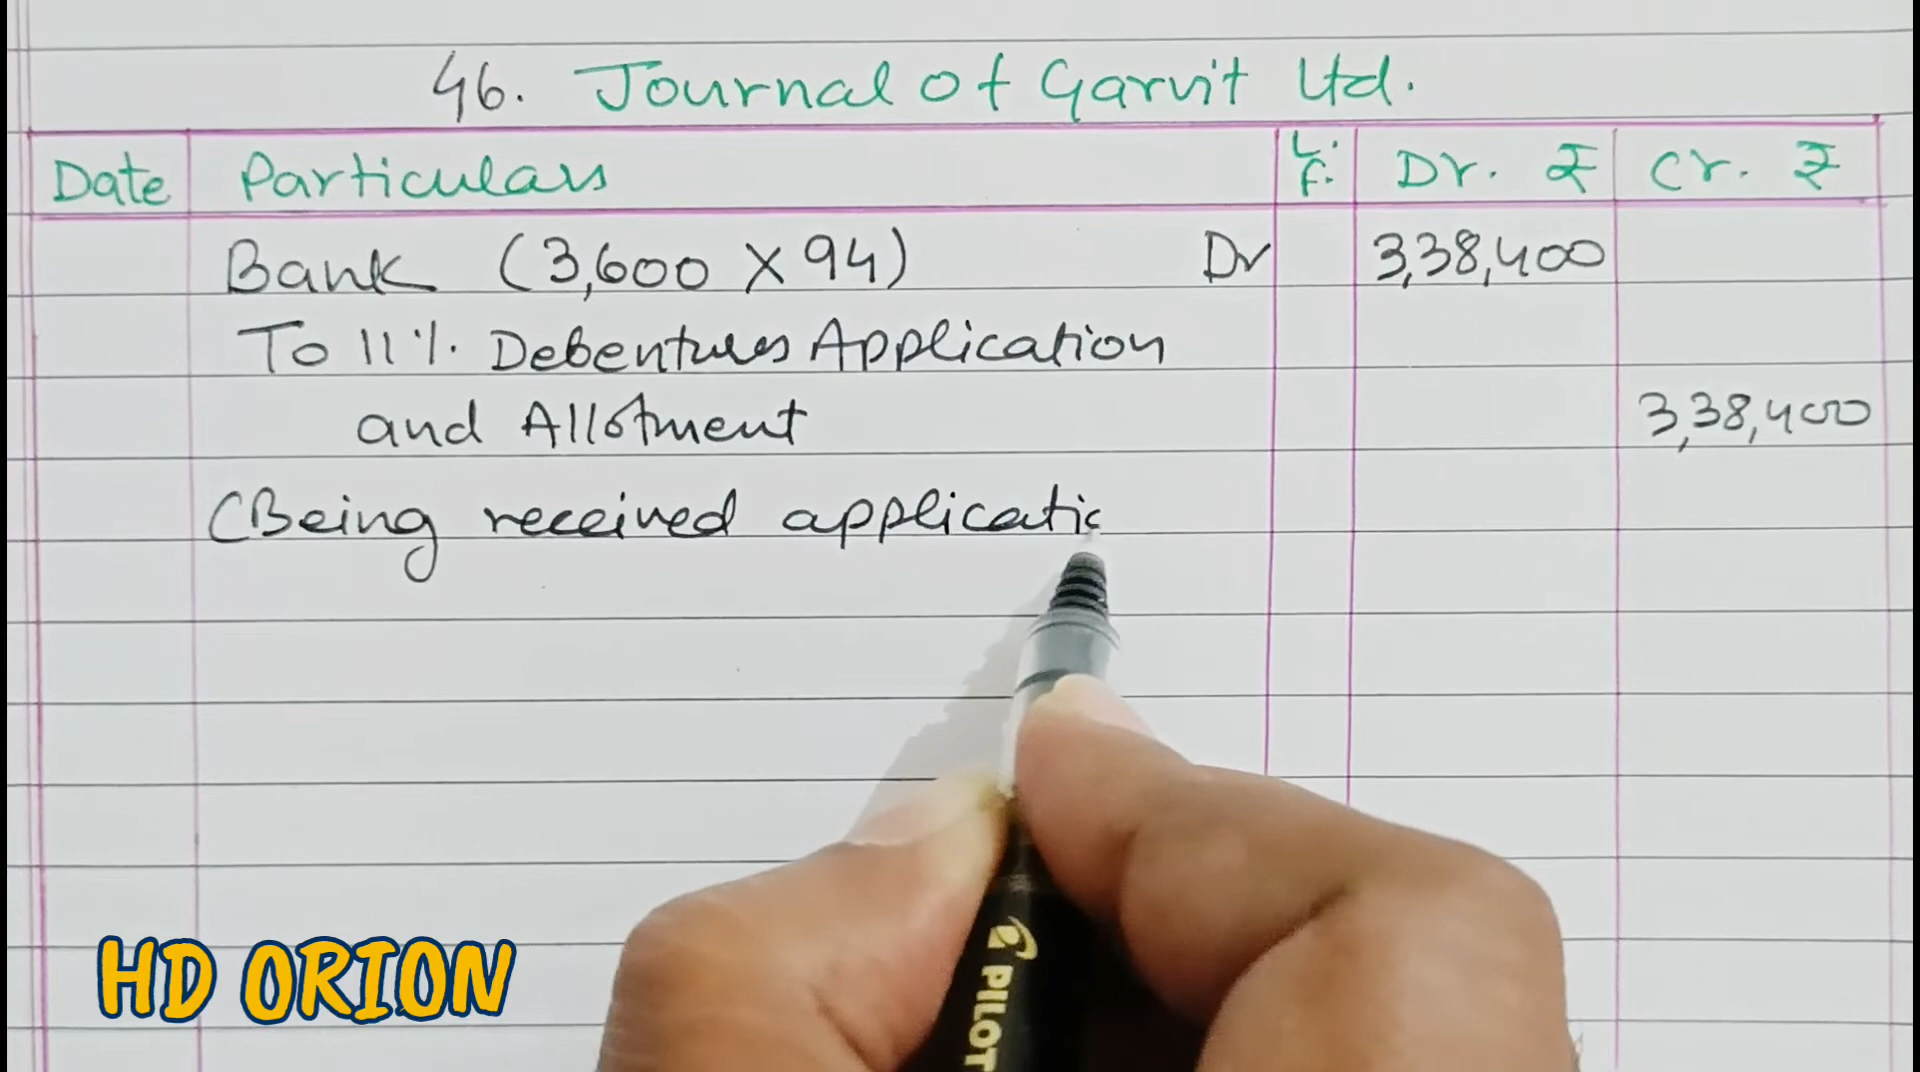 46. Journal of Garvit Ltd.
Date Particulars L.F. Dr. ₹ Cr. ₹
Bank (3,600 × 94) Dr 3,38,400
To 11% Debentures Application
and Allotment 3,38,400
(Being received applicatio
HD ORION
PILOT